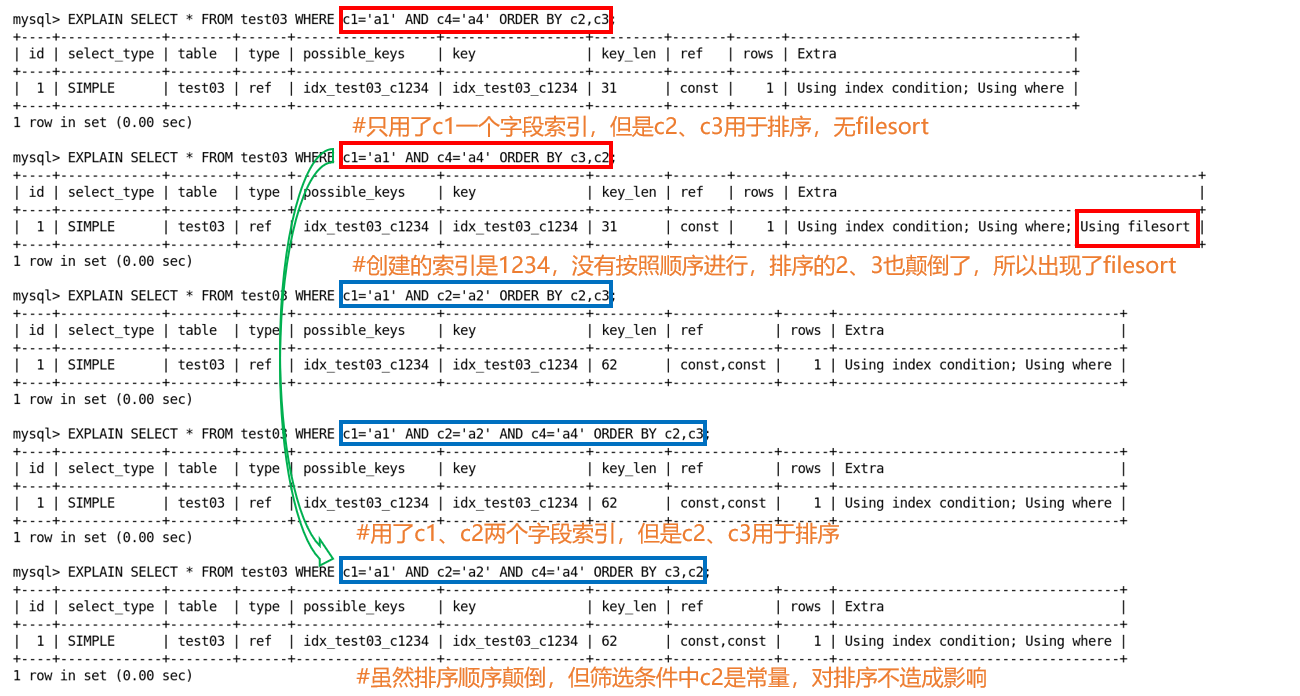 mysql> EXPLAIN SELECT * FROM test03 WHERE c1='a1' AND c4='a4' ORDER BY c2,c3;
+----+-------------+--------+------+----------------+----------------+---------+-------+------+------------------------------------+
| id | select_type | table  | type | possible_keys  | key            | key_len | ref   | rows | Extra                              |
+----+-------------+--------+------+----------------+----------------+---------+-------+------+------------------------------------+
|  1 | SIMPLE      | test03 | ref  | idx_test03_c1234 | idx_test03_c1234 | 31      | const |    1 | Using index condition; Using where |
+----+-------------+--------+------+----------------+----------------+---------+-------+------+------------------------------------+
1 row in set (0.00 sec)
#只用了c1一个字段索引，但是c2、c3用于排序，无filesort
mysql> EXPLAIN SELECT * FROM test03 WHERE c1='a1' AND c4='a4' ORDER BY c3,c2;
+----+-------------+--------+------+----------------+----------------+---------+-------+------+----------------------------------------------------+
| id | select_type | table  | type | possible_keys  | key            | key_len | ref   | rows | Extra                                              |
+----+-------------+--------+------+----------------+----------------+---------+-------+------+----------------------------------------------------+
|  1 | SIMPLE      | test03 | ref  | idx_test03_c1234 | idx_test03_c1234 | 31      | const |    1 | Using index condition; Using where; Using filesort |
+----+-------------+--------+------+----------------+----------------+---------+-------+------+----------------------------------------------------+
1 row in set (0.00 sec)
#创建的索引是1234，没有按照顺序进行，排序的2、3也颠倒了，所以出现了filesort
mysql> EXPLAIN SELECT * FROM test03 WHERE c1='a1' AND c2='a2' ORDER BY c2,c3;
+----+-------------+--------+------+----------------+----------------+---------+-------------+------+------------------------------------+
| id | select_type | table  | type | possible_keys  | key            | key_len | ref         | rows | Extra                              |
+----+-------------+--------+------+----------------+----------------+---------+-------------+------+------------------------------------+
|  1 | SIMPLE      | test03 | ref  | idx_test03_c1234 | idx_test03_c1234 | 62      | const,const |    1 | Using index condition; Using where |
+----+-------------+--------+------+----------------+----------------+---------+-------------+------+------------------------------------+
1 row in set (0.00 sec)
mysql> EXPLAIN SELECT * FROM test03 WHERE c1='a1' AND c2='a2' AND c4='a4' ORDER BY c2,c3;
+----+-------------+--------+------+----------------+----------------+---------+-------------+------+------------------------------------+
| id | select_type | table  | type | possible_keys  | key            | key_len | ref         | rows | Extra                              |
+----+-------------+--------+------+----------------+----------------+---------+-------------+------+------------------------------------+
|  1 | SIMPLE      | test03 | ref  | idx_test03_c1234 | idx_test03_c1234 | 62      | const,const |    1 | Using index condition; Using where |
+----+-------------+--------+------+----------------+----------------+---------+-------------+------+------------------------------------+
1 row in set (0.00 sec)
#用了c1、c2两个字段索引，但是c2、c3用于排序
mysql> EXPLAIN SELECT * FROM test03 WHERE c1='a1' AND c2='a2' AND c4='a4' ORDER BY c3,c2;
+----+-------------+--------+------+----------------+----------------+---------+-------------+------+------------------------------------+
| id | select_type | table  | type | possible_keys  | key            | key_len | ref         | rows | Extra                              |
+----+-------------+--------+------+----------------+----------------+---------+-------------+------+------------------------------------+
|  1 | SIMPLE      | test03 | ref  | idx_test03_c1234 | idx_test03_c1234 | 62      | const,const |    1 | Using index condition; Using where |
+----+-------------+--------+------+----------------+----------------+---------+-------------+------+------------------------------------+
1 row in set (0.00 sec)
#虽然排序顺序颠倒，但筛选条件中c2是常量，对排序不造成影响